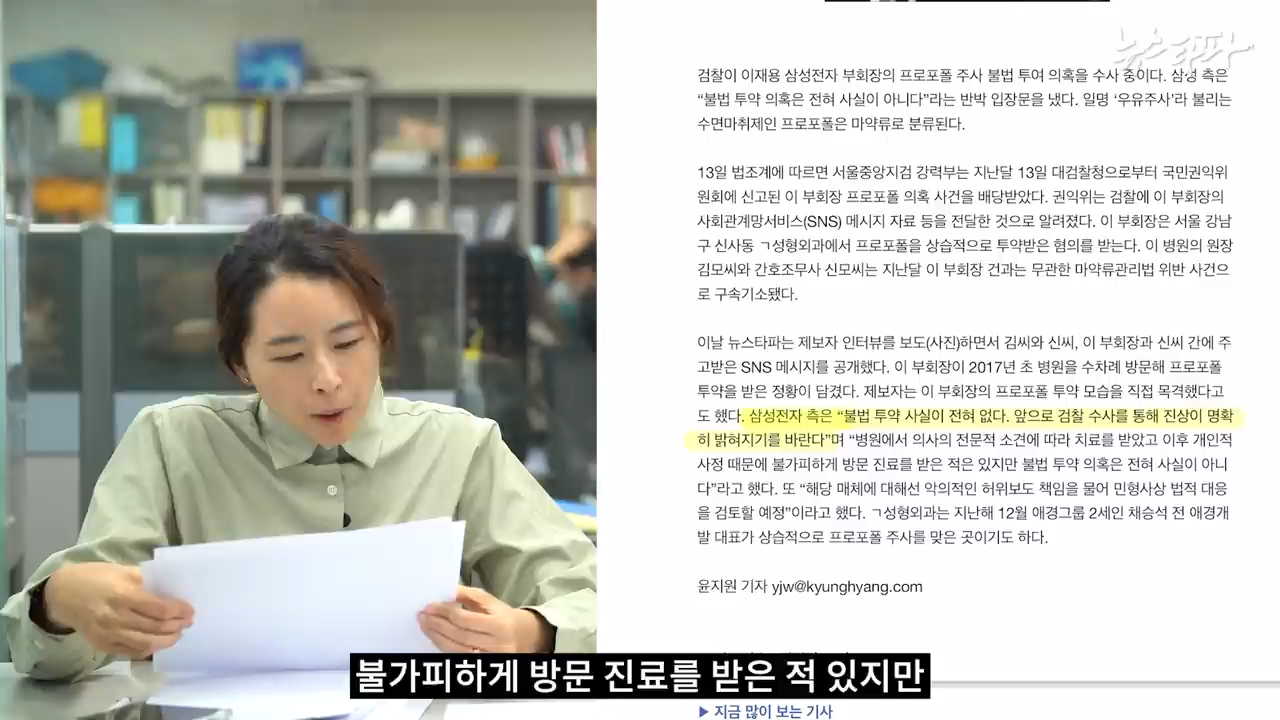 뉴스타파
검찰이 이재용 삼성전자 부회장의 프로포폴 주사 불법 투여 의혹을 수사 중이다. 삼성 측은
“불법 투약 의혹은 전혀 사실이 아니다”라는 반박 입장문을 냈다. 일명 ‘우유주사’라 불리는
수면마취제인 프로포폴은 마약류로 분류된다.
13일 법조계에 따르면 서울중앙지검 강력부는 지난달 13일 대검찰청으로부터 국민권익위
원회에 신고된 이 부회장 프로포폴 의혹 사건을 배당받았다. 권익위는 검찰에 이 부회장의
사회관계망서비스(SNS) 메시지 자료 등을 전달한 것으로 알려졌다. 이 부회장은 서울 강남
구 신사동 ㄱ성형외과에서 프로포폴을 상습적으로 투약받은 혐의를 받는다. 이 병원의 원장
김모씨와 간호조무사 신모씨는 지난달 이 부회장 건과는 무관한 마약류관리법 위반 사건으
로 구속기소됐다.
이날 뉴스타파는 제보자 인터뷰를 보도(사진)하면서 김씨와 신씨, 이 부회장과 신씨 간에 주
고받은 SNS 메시지를 공개했다. 이 부회장이 2017년 초 병원을 수차례 방문해 프로포폴
투약을 받은 정황이 담겼다. 제보자는 이 부회장의 프로포폴 투약 모습을 직접 목격했다고
도 했다. 삼성전자 측은 “불법 투약 사실이 전혀 없다. 앞으로 검찰 수사를 통해 진상이 명확
히 밝혀지기를 바란다”며 “병원에서 의사의 전문적 소견에 따라 치료를 받았고 이후 개인적
사정 때문에 불가피하게 방문 진료를 받은 적은 있지만 불법 투약 의혹은 전혀 사실이 아니
다”라고 했다. 또 “해당 매체에 대해선 악의적인 허위보도 책임을 물어 민형사상 법적 대응
을 검토할 예정”이라고 했다. ㄱ성형외과는 지난해 12월 애경그룹 2세인 채승석 전 애경개
발 대표가 상습적으로 프로포폴 주사를 맞은 곳이기도 하다.
윤지원 기자 yjw@kyunghyang.com
불가피하게 방문 진료를 받은 적 있지만
▶ 지금 많이 보는 기사